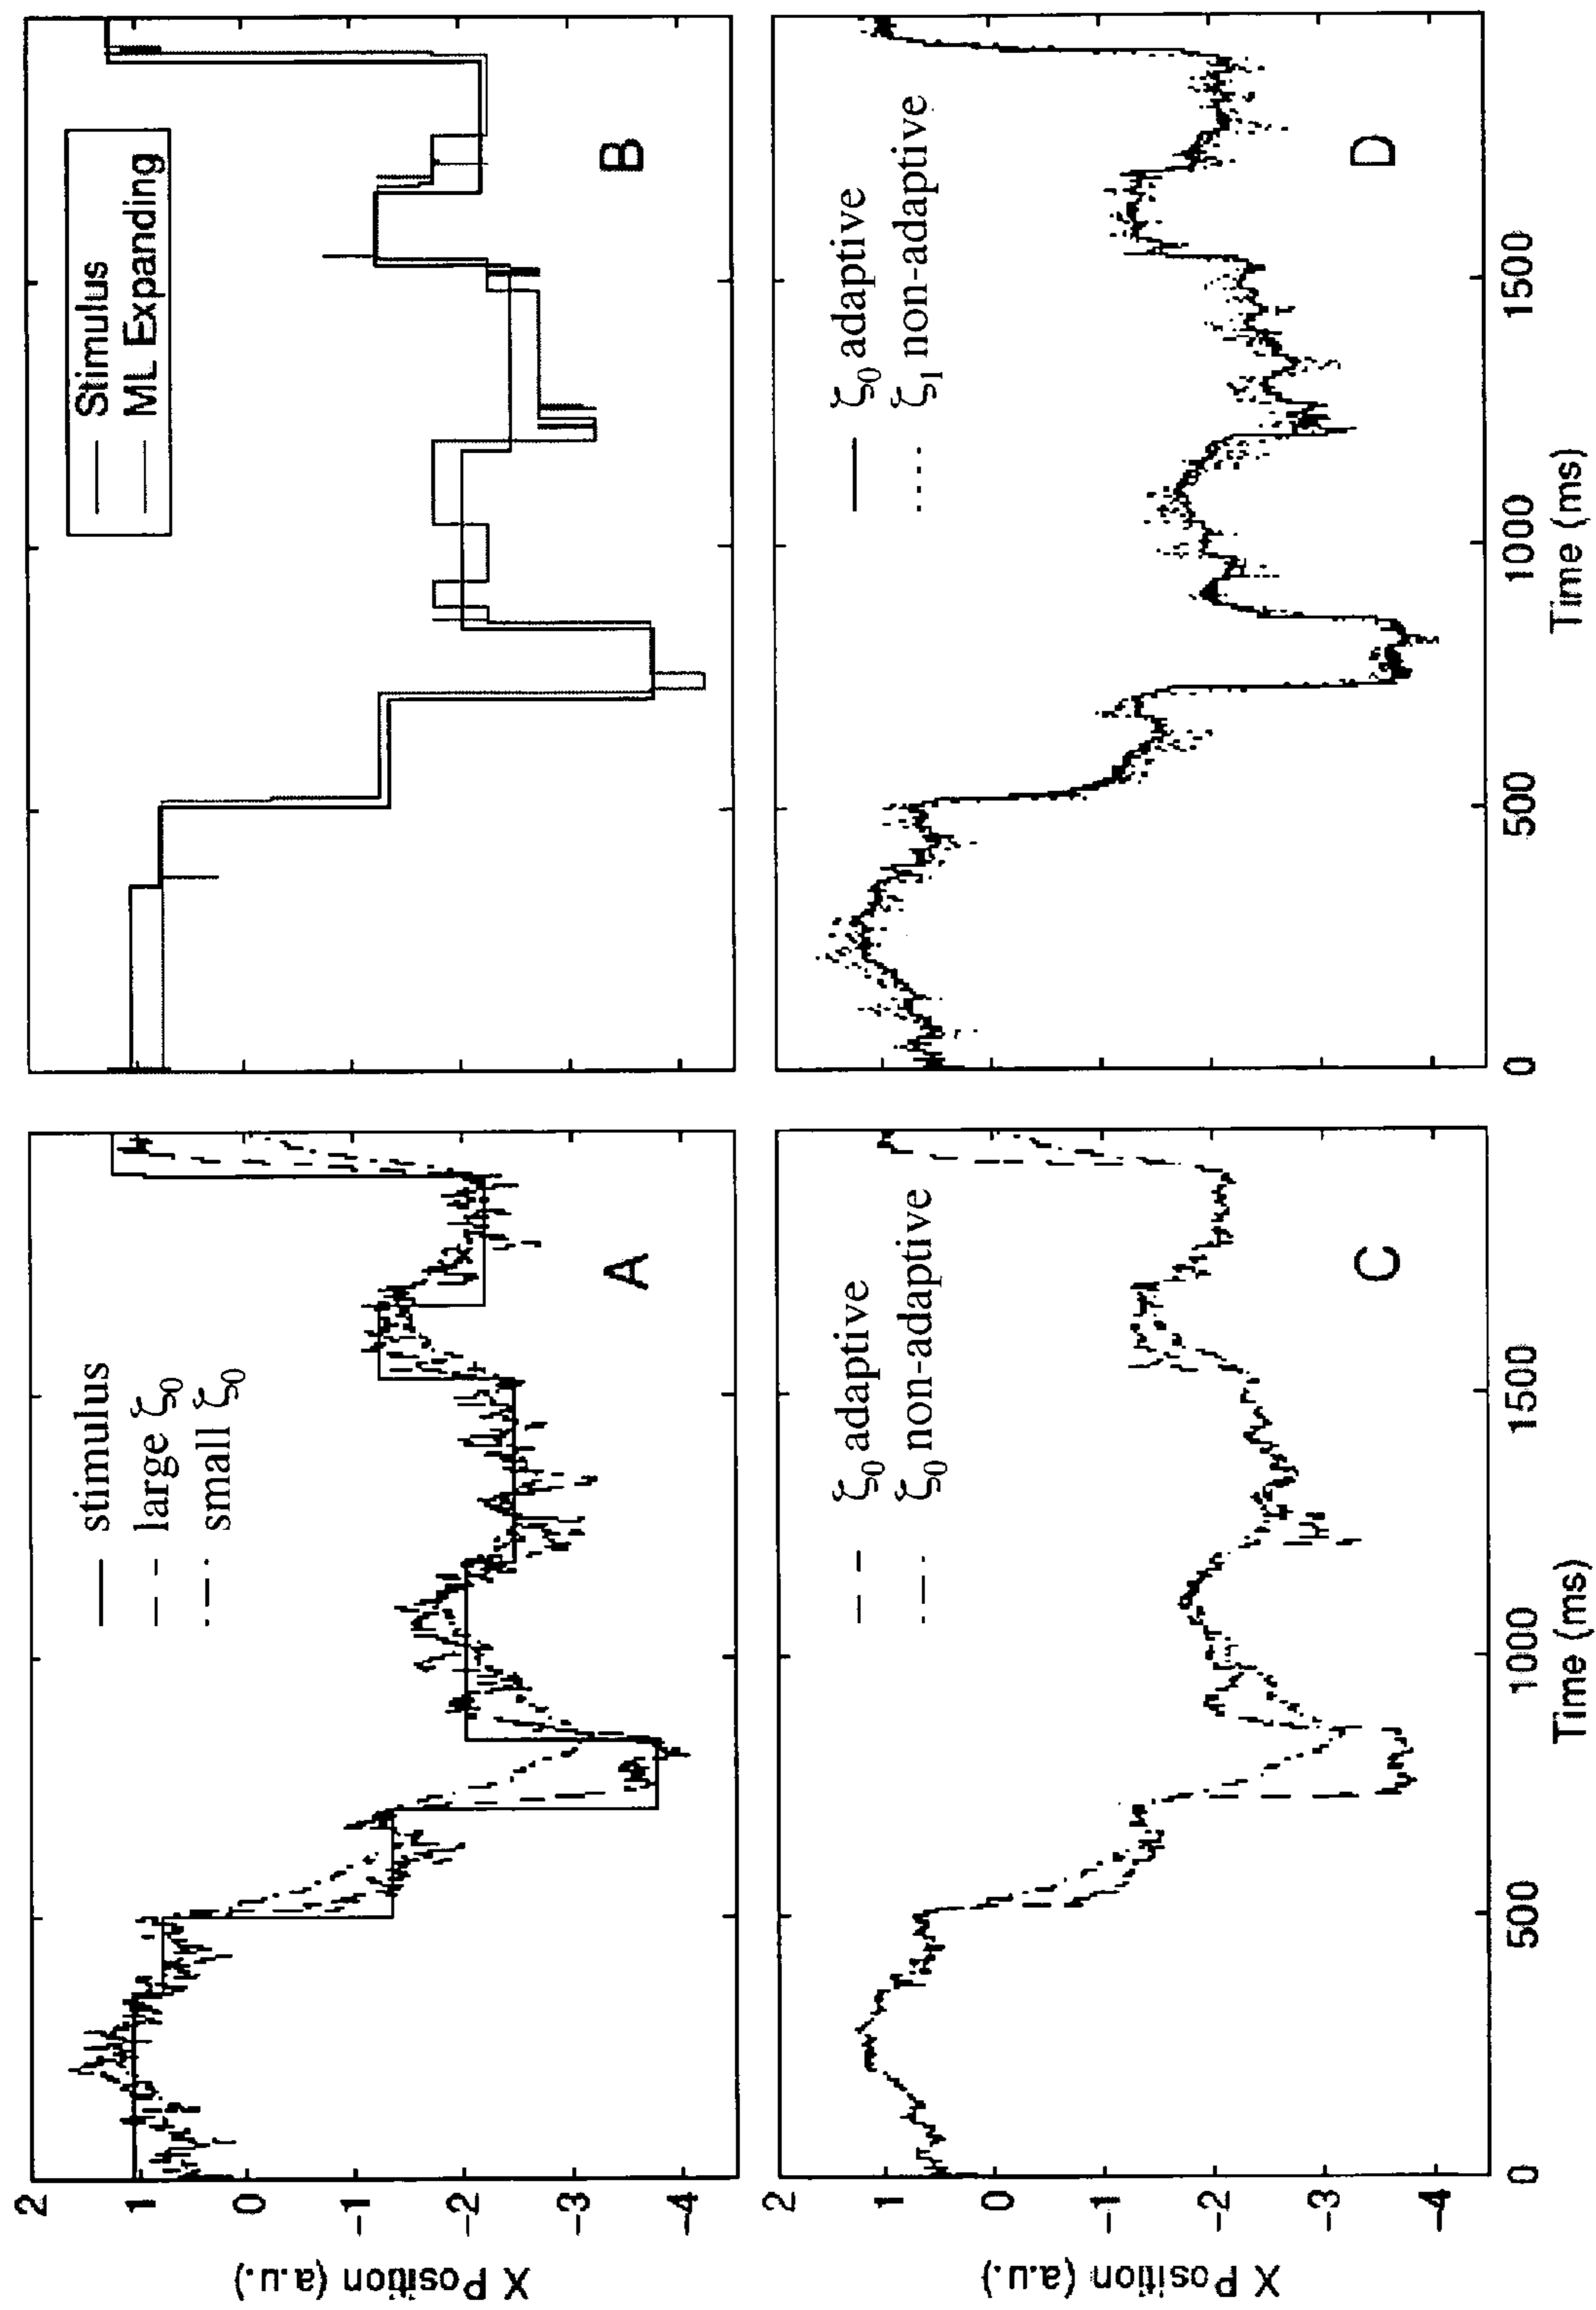 2
1
0
-1
-2
-3
-4
X Position (a.u.)
stimulus
large ζ0
small ζ0
A
Stimulus
ML Expanding
B
2
1
0
-1
-2
-3
-4
X Position (a.u.)
ζ0 adaptive
ζ0 non-adaptive
C
0
500
1000
1500
Time (ms)
ζ0 adaptive
ζ1 non-adaptive
D
0
500
1000
1500
Time (ms)